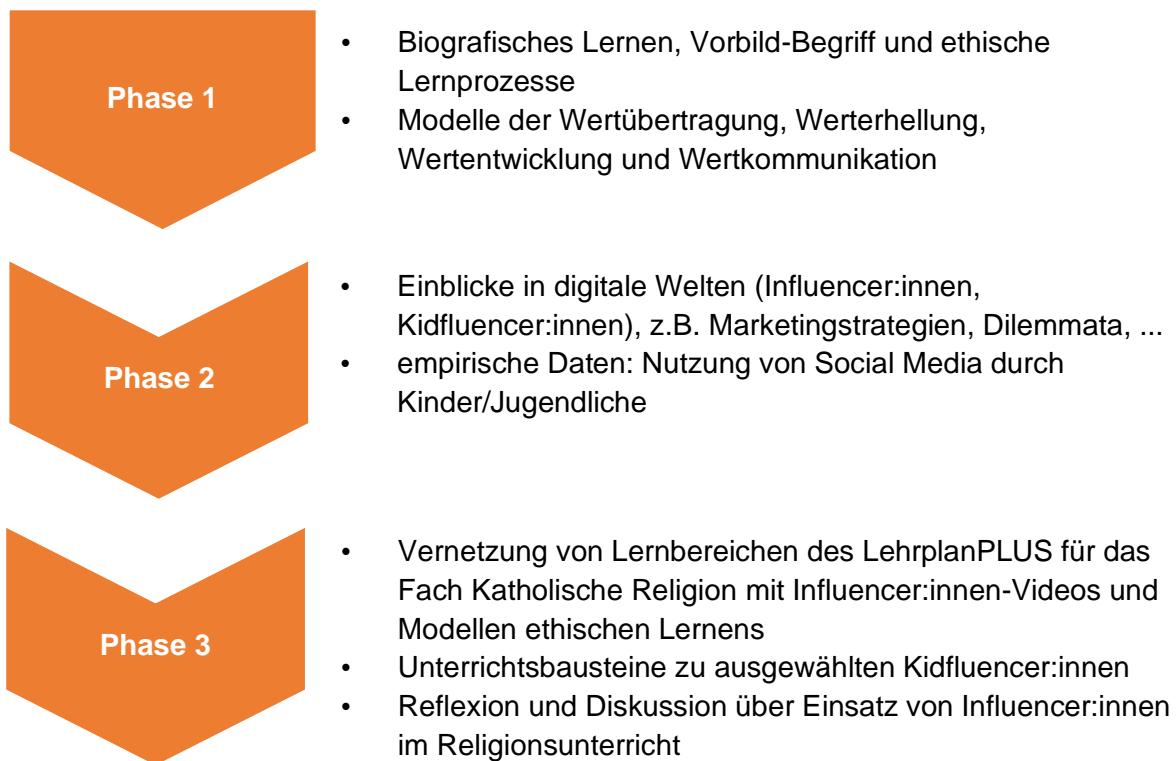 Phase 1
• Biografisches Lernen, Vorbild-Begriff und ethische
Lernprozesse
• Modelle der Wertübertragung, Werterhellung,
Wertentwicklung und Wertkommunikation
Phase 2
• Einblicke in digitale Welten (Influencer:innen,
Kidfluencer:innen), z.B. Marketingstrategien, Dilemmata, ...
• empirische Daten: Nutzung von Social Media durch
Kinder/Jugendliche
Phase 3
• Vernetzung von Lernbereichen des LehrplanPLUS für das
Fach Katholische Religion mit Influencer:innen-Videos und
Modellen ethischen Lernens
• Unterrichtsbausteine zu ausgewählten Kidfluencer:innen
• Reflexion und Diskussion über Einsatz von Influencer:innen
im Religionsunterricht